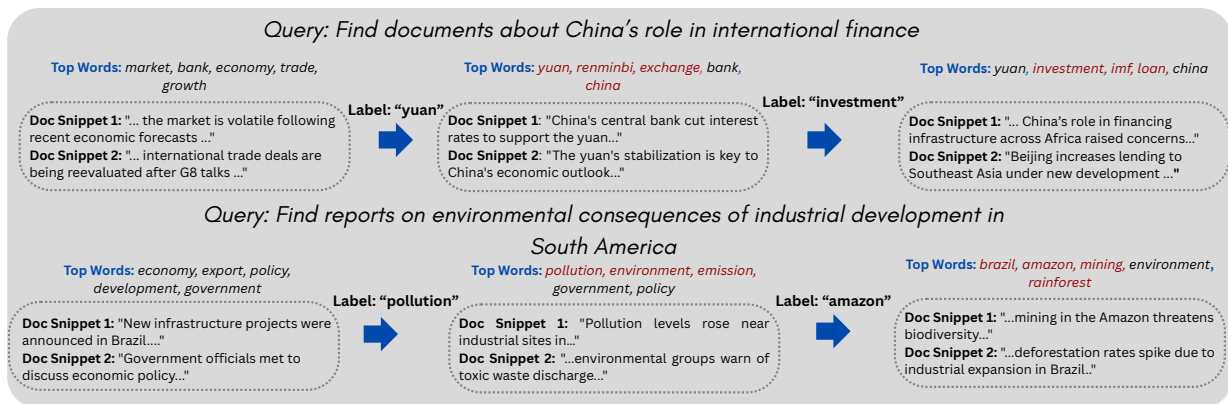 Query: Find documents about China's role in international finance
Top Words: market, bank, economy, trade,
growth
Doc Snippet 1: "... the market is volatile following
recent economic forecasts ..."
Doc Snippet 2: "... international trade deals are
being reevaluated after G8 talks ..."
Label: "yuan"
Top Words: yuan, renminbi, exchange, bank,
china
Doc Snippet 1: "China's central bank cut interest
rates to support the yuan..."
Doc Snippet 2: "The yuan's stabilization is key to
China's economic outlook..."
Label: "investment"
Top Words: yuan, investment, imf, loan, china
Doc Snippet 1: "... China's role in financing
infrastructure across Africa raised concerns..."
Doc Snippet 2: "Beijing increases lending to
Southeast Asia under new development ..."
Query: Find reports on environmental consequences of industrial development in
South America
Top Words: economy, export, policy,
development, government
Doc Snippet 1: "New infrastructure projects were
announced in Brazil...."
Doc Snippet 2: "Government officials met to
discuss economic policy..."
Label: "pollution"
Top Words: pollution, environment, emission,
government, policy
Doc Snippet 1: "Pollution levels rose near
industrial sites in..."
Doc Snippet 2: "...environmental groups warn of
toxic waste discharge..."
Label: "amazon"
Top Words: brazil, amazon, mining, environment,
rainforest
Doc Snippet 1: "...mining in the Amazon threatens
biodiversity..."
Doc Snippet 2: "...deforestation rates spike due to
industrial expansion in Brazil.."